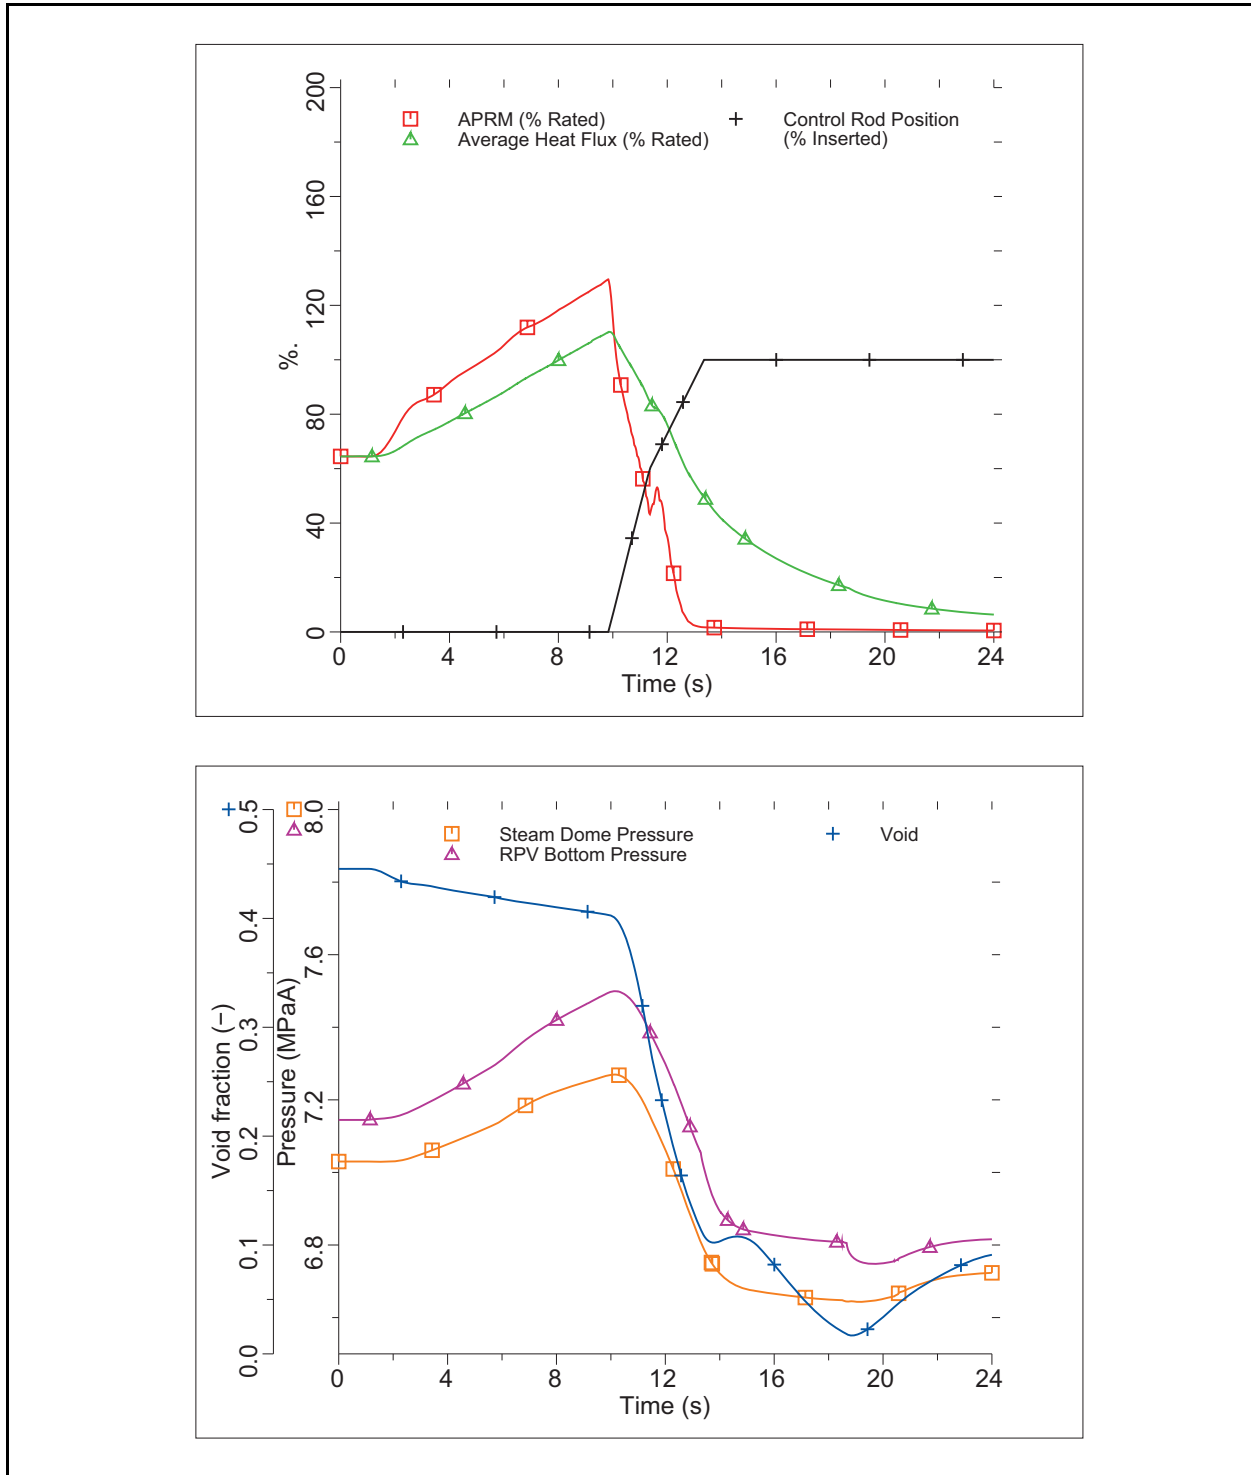 200
160
120
80
40
0
%.
APRM (% Rated)
Average Heat Flux (% Rated)
Control Rod Position
(% Inserted)
0 4 8 12 16 20 24
Time (s)
0.5
0.4
0.3
0.2
0.1
0.0
Void fraction (−)
8.0
7.6
7.2
6.8
Pressure (MPaA)
Steam Dome Pressure
RPV Bottom Pressure
Void
0 4 8 12 16 20 24
Time (s)